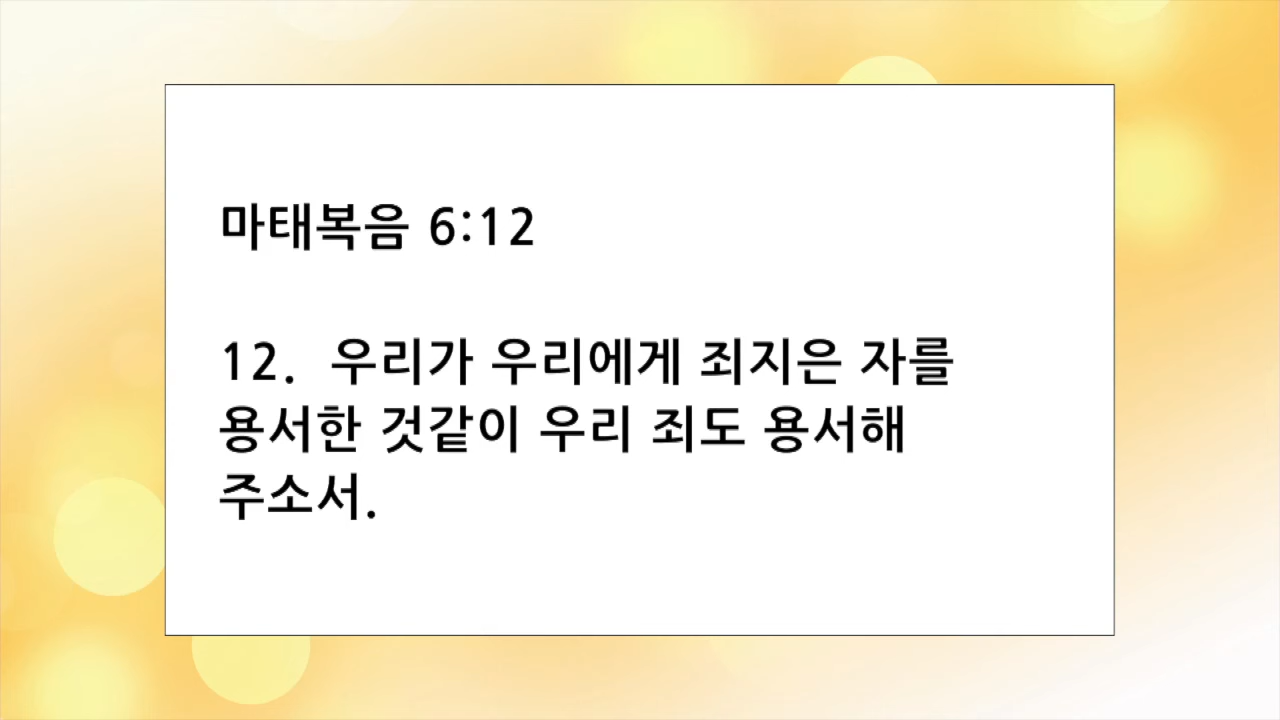 마태복음 6:12
12. 우리가 우리에게 죄지은 자를
용서한 것같이 우리 죄도 용서해
주소서.